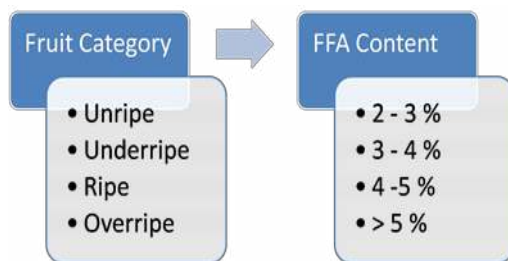 Fruit Category
• Unripe
• Underripe
• Ripe
• Overripe
FFA Content
• 2 - 3 %
• 3 - 4 %
• 4 -5 %
• > 5 %